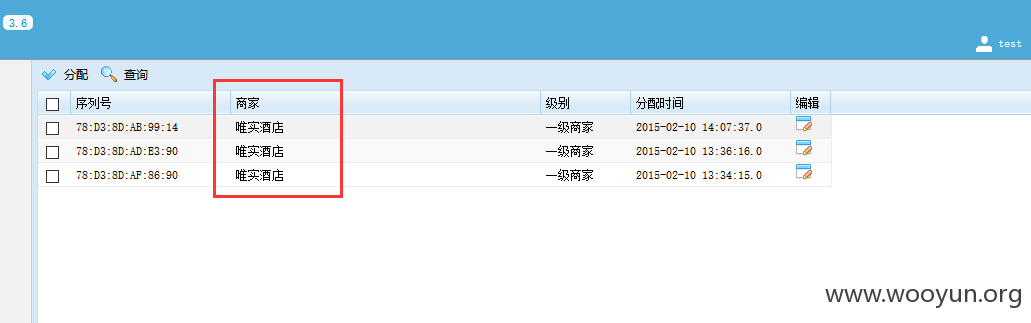 3.6
test
分配 查询
序列号 商家 级别 分配时间 编辑
78:D3:8D:AB:99:14 唯实酒店 一级商家 2015-02-10 14:07:37.0
78:D3:8D:AD:E3:90 唯实酒店 一级商家 2015-02-10 13:36:16.0
78:D3:8D:AF:86:90 唯实酒店 一级商家 2015-02-10 13:34:15.0
www.wooyun.org